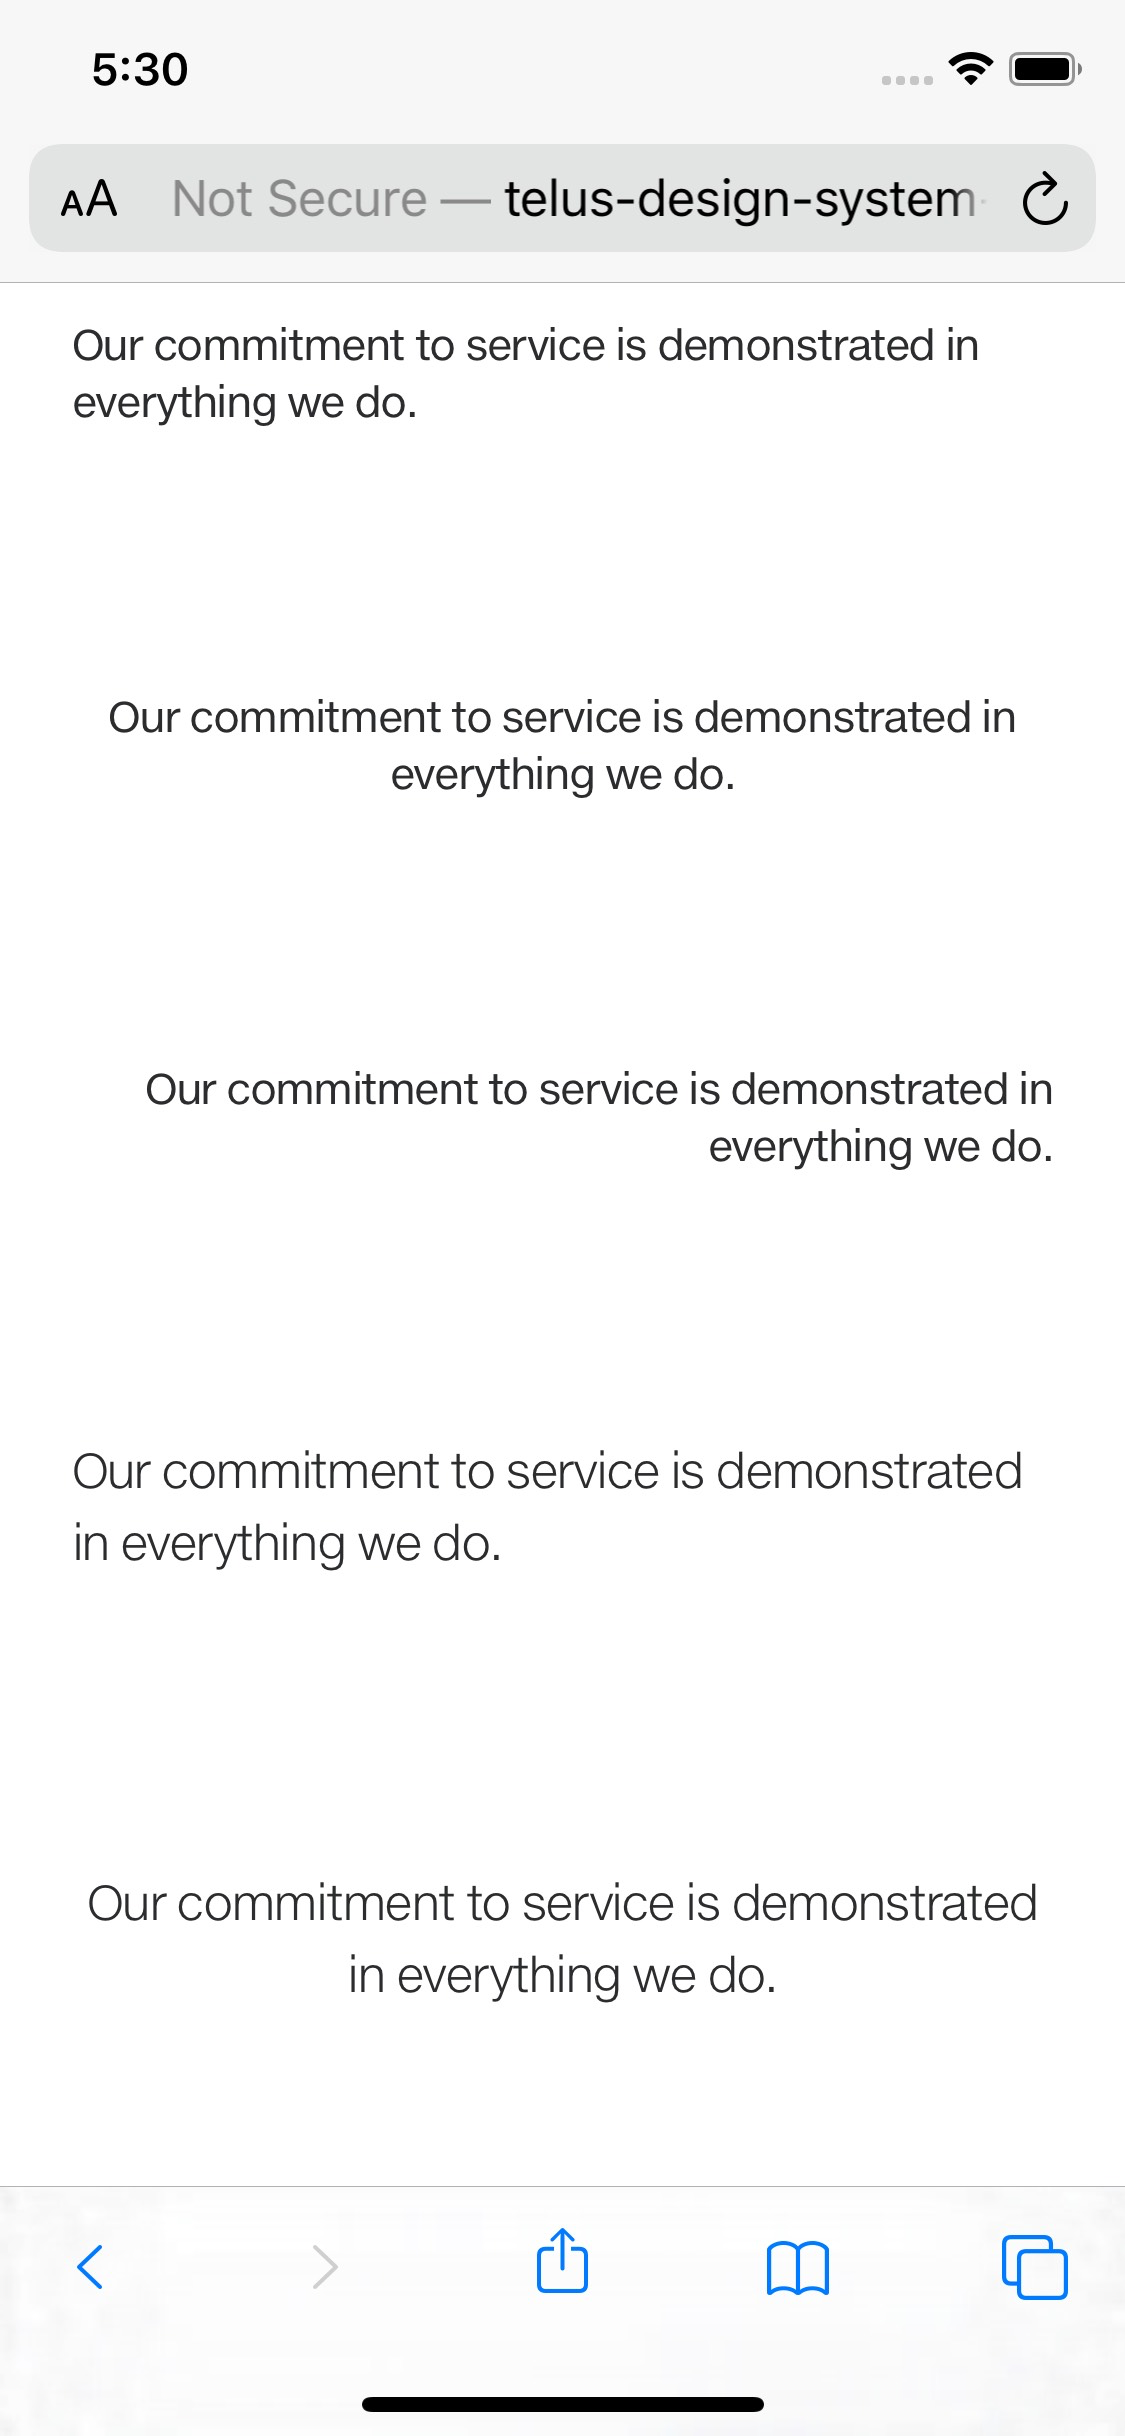 5:30
AA Not Secure — telus-design-system
Our commitment to service is demonstrated in
everything we do.
Our commitment to service is demonstrated in
everything we do.
Our commitment to service is demonstrated in
everything we do.
Our commitment to service is demonstrated
in everything we do.
Our commitment to service is demonstrated
in everything we do.